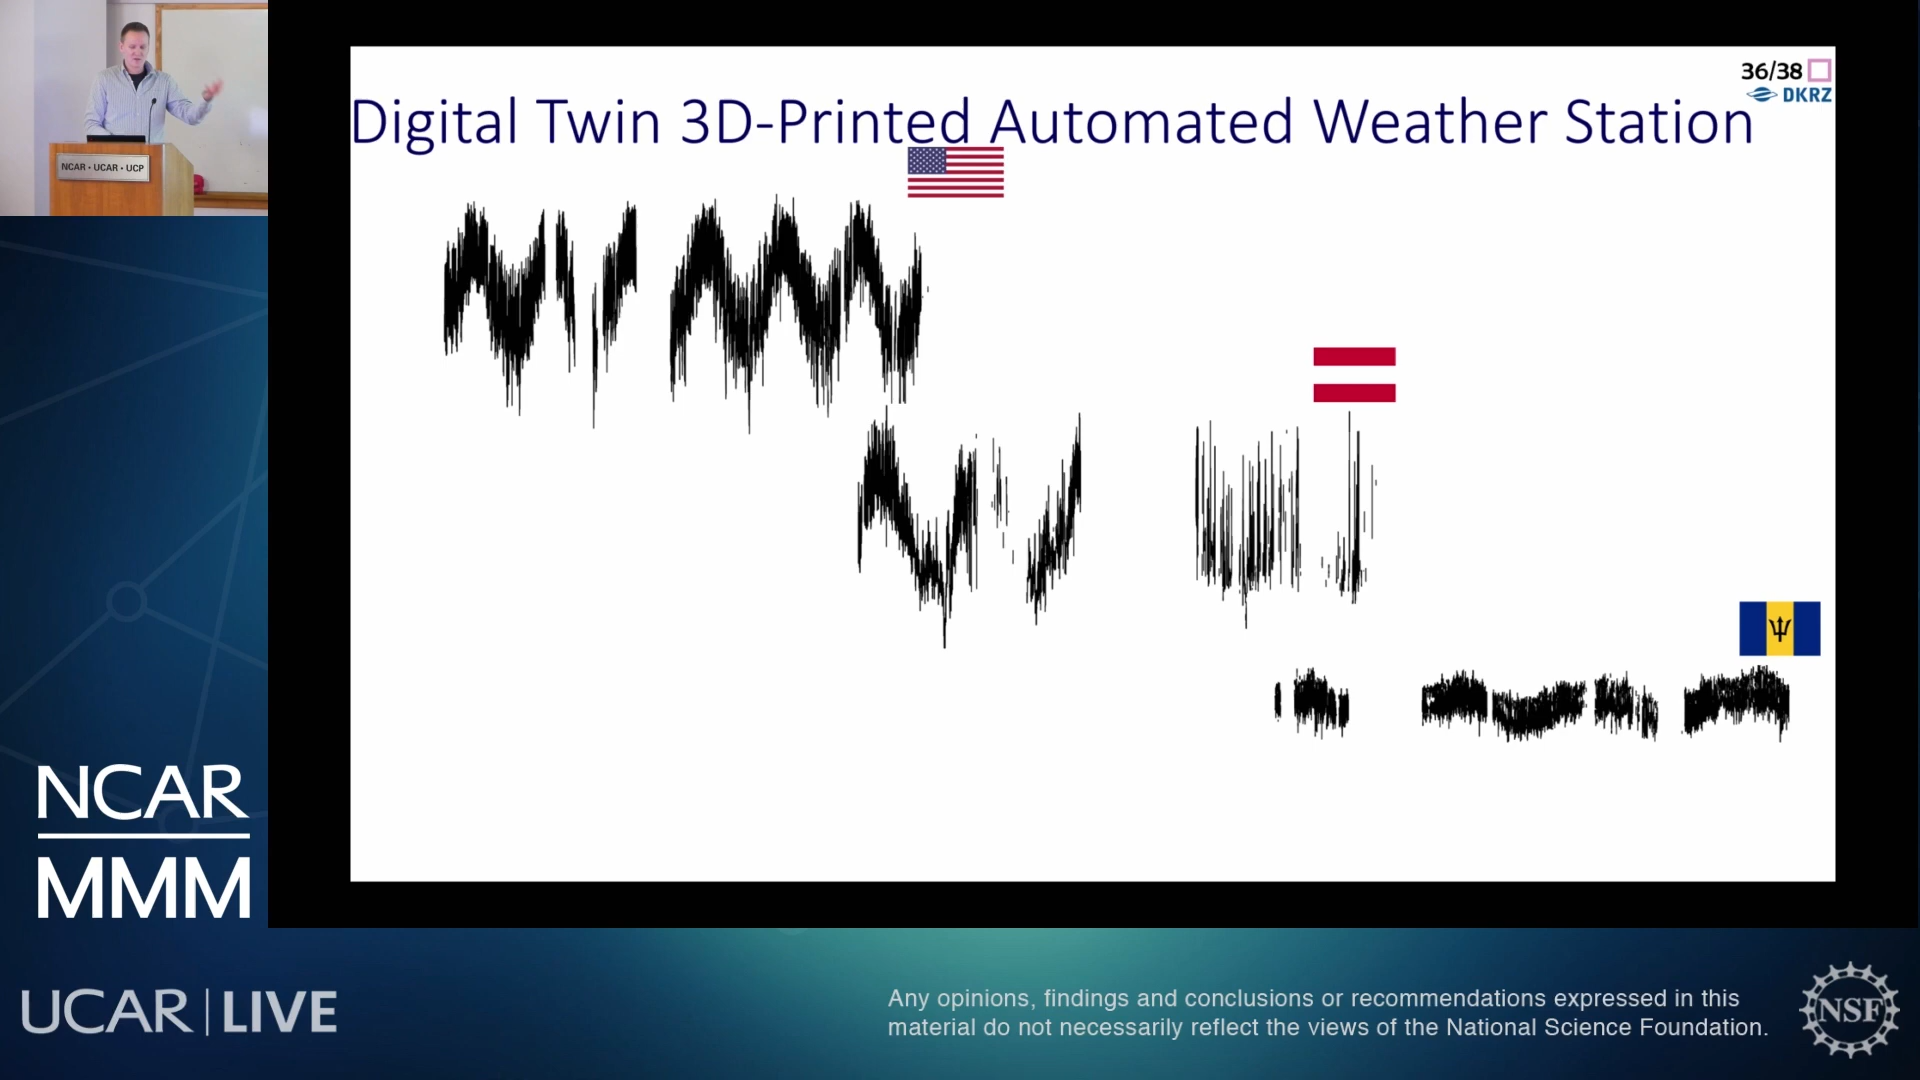 NCAR • UCAR • UCP
36/38
DKRZ
Digital Twin 3D-Printed Automated Weather Station
NCAR
MMM
UCAR | LIVE
Any opinions, findings and conclusions or recommendations expressed in this
material do not necessarily reflect the views of the National Science Foundation.
NSF